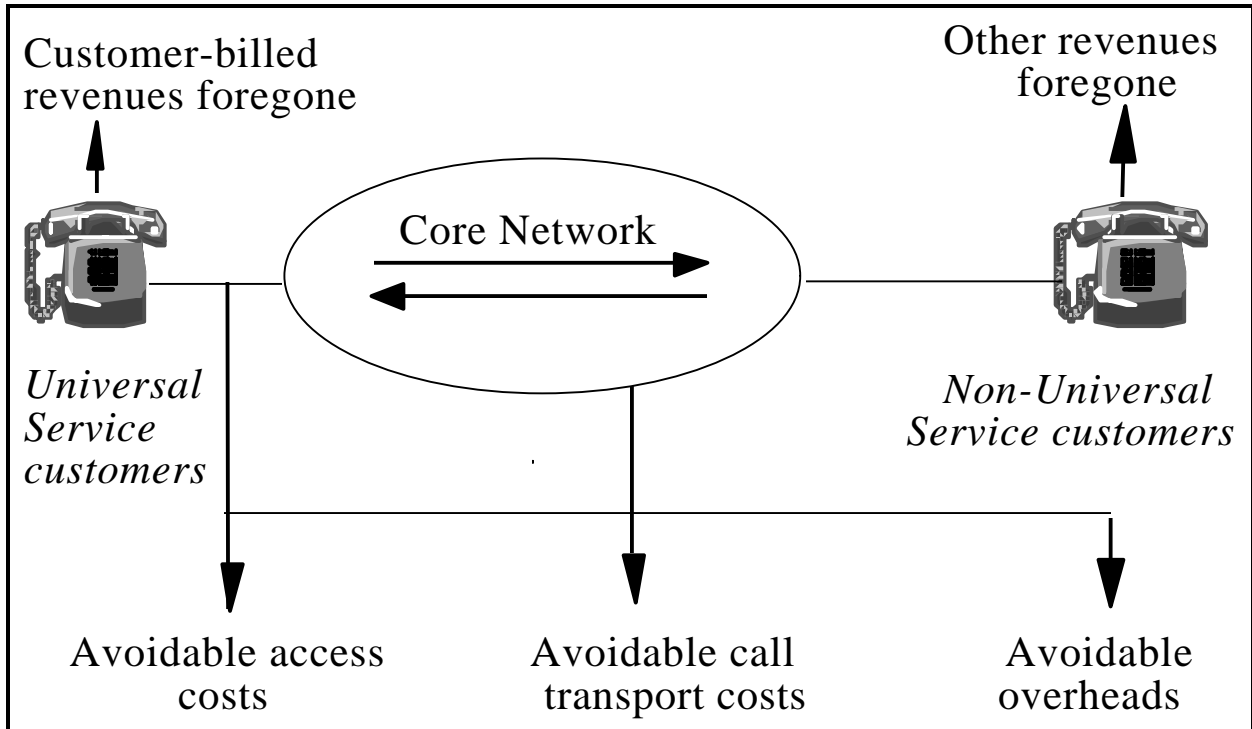 Customer-billed
revenues foregone
Other revenues
foregone
Core Network
Universal
Service
customers
Non-Universal
Service customers
Avoidable access
costs
Avoidable call
transport costs
Avoidable
overheads